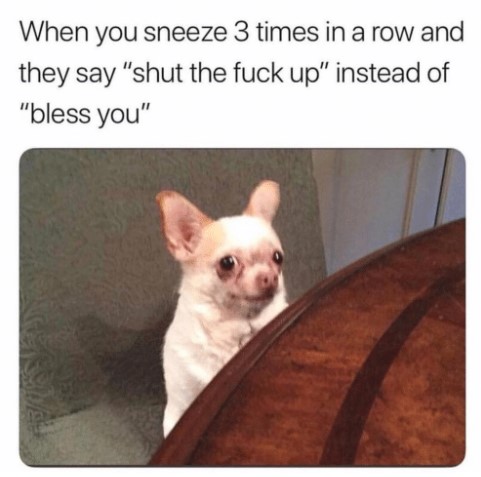 When you sneeze 3 times in a row and
they say "shut the fuck up" instead of
"bless you"